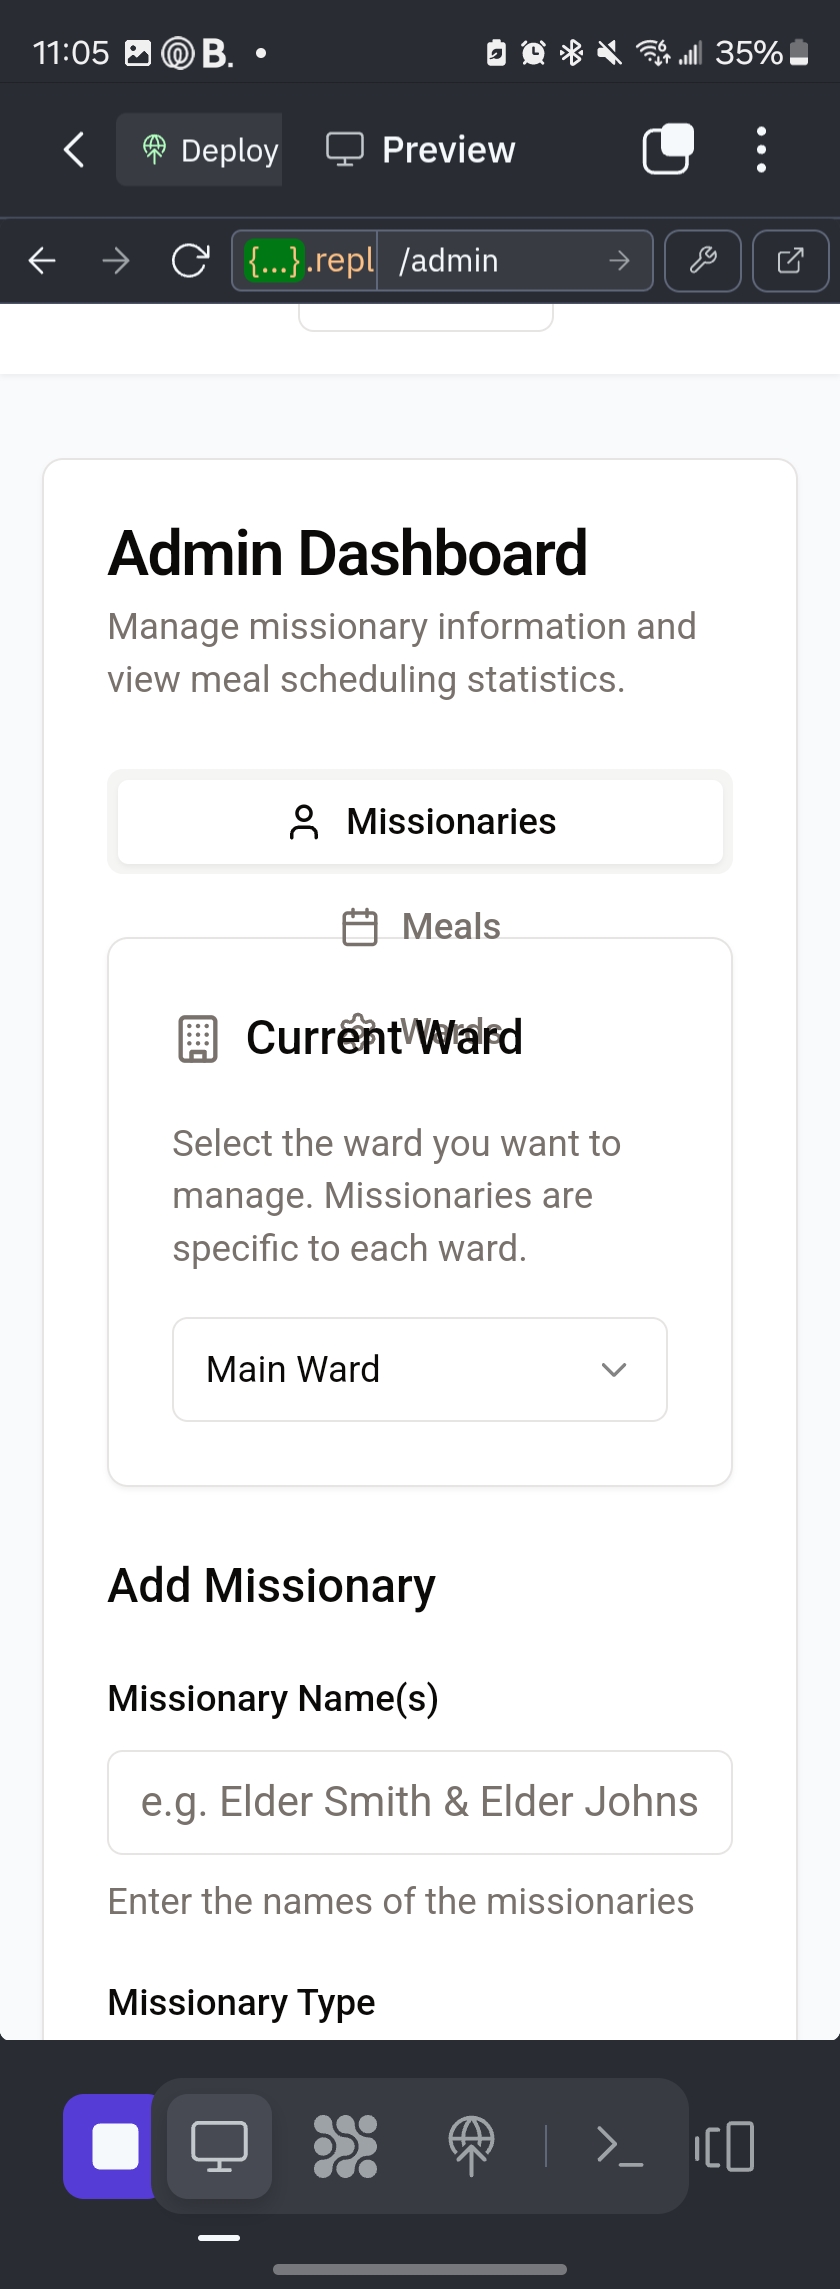 11:05 B.
35%
Deploy
Preview
{...}.repl
/admin
Admin Dashboard
Manage missionary information and
view meal scheduling statistics.
Missionaries
Meals
Wards
Current Ward
Select the ward you want to
manage. Missionaries are
specific to each ward.
Main Ward
Add Missionary
Missionary Name(s)
e.g. Elder Smith & Elder Johns
Enter the names of the missionaries
Missionary Type